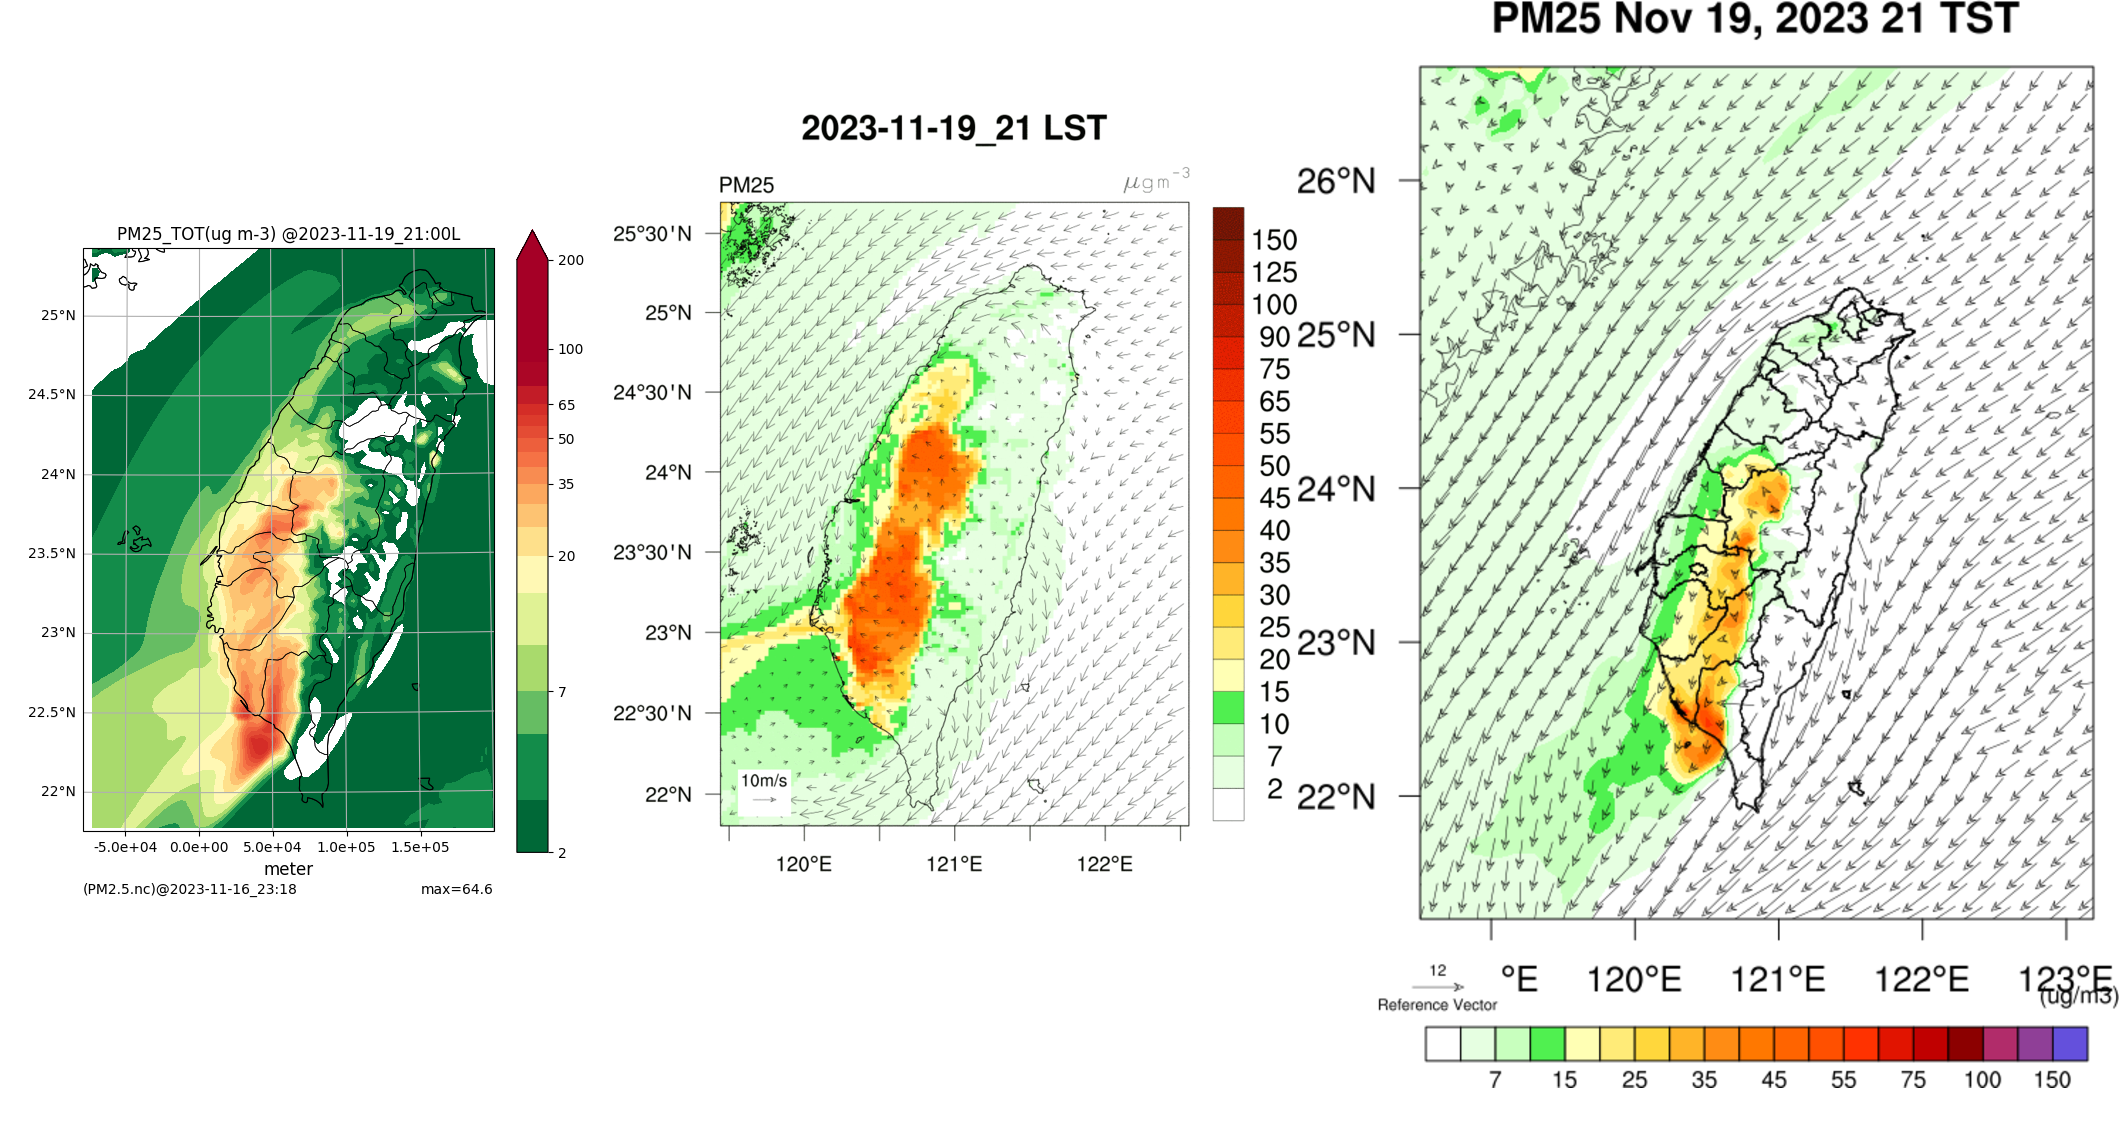 PM25_TOT(ug m-3) @2023-11-19_21:00L
25°N
24.5°N
24°N
23.5°N
23°N
22.5°N
22°N
-5.0e+04 0.0e+00 5.0e+04 1.0e+05 1.5e+05
meter
(PM2.5.nc)@2023-11-16_23:18 max=64.6
200
100
65
50
35
20
7
2
2023-11-19_21 LST
PM25 μgm⁻³
25°30'N
25°N
24°30'N
24°N
23°30'N
23°N
22°30'N
22°N
10m/s
120°E 121°E 122°E
150
125
100
90
75
65
55
50
45
40
35
30
25
20
15
10
7
2
PM25 Nov 19, 2023 21 TST
26°N
25°N
24°N
23°N
22°N
°E 120°E 121°E 122°E 123°E
12
Reference Vector
(ug/m3)
7 15 25 35 45 55 75 100 150